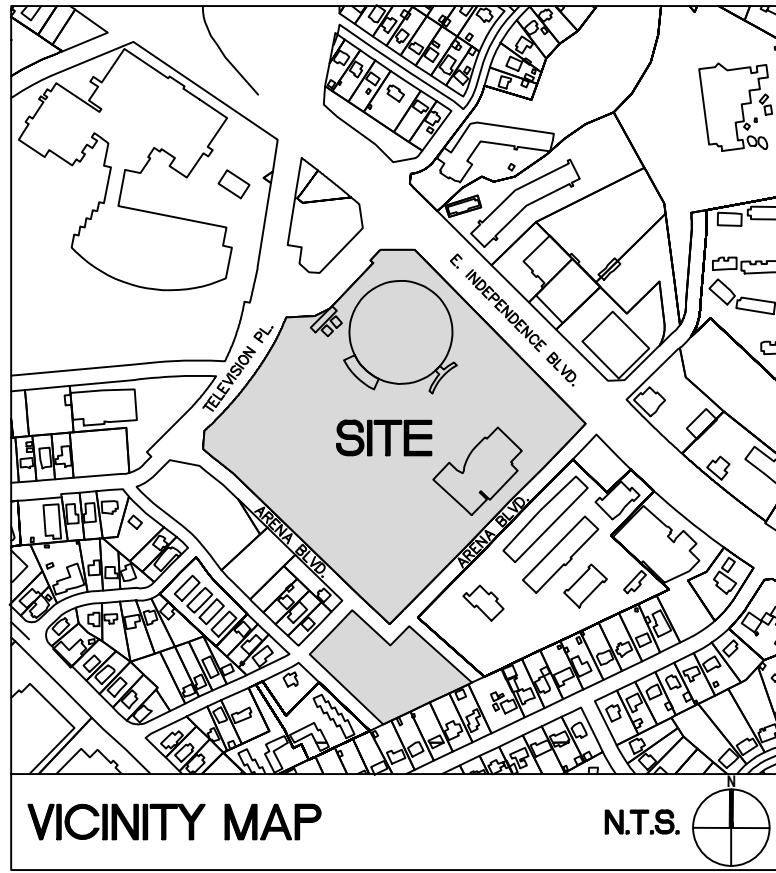 E. INDEPENDENCE BLVD.
TELEVISION PL.
SITE
ARENA BLVD.
ARENA BLVD.
VICINITY MAP
N.T.S.
N